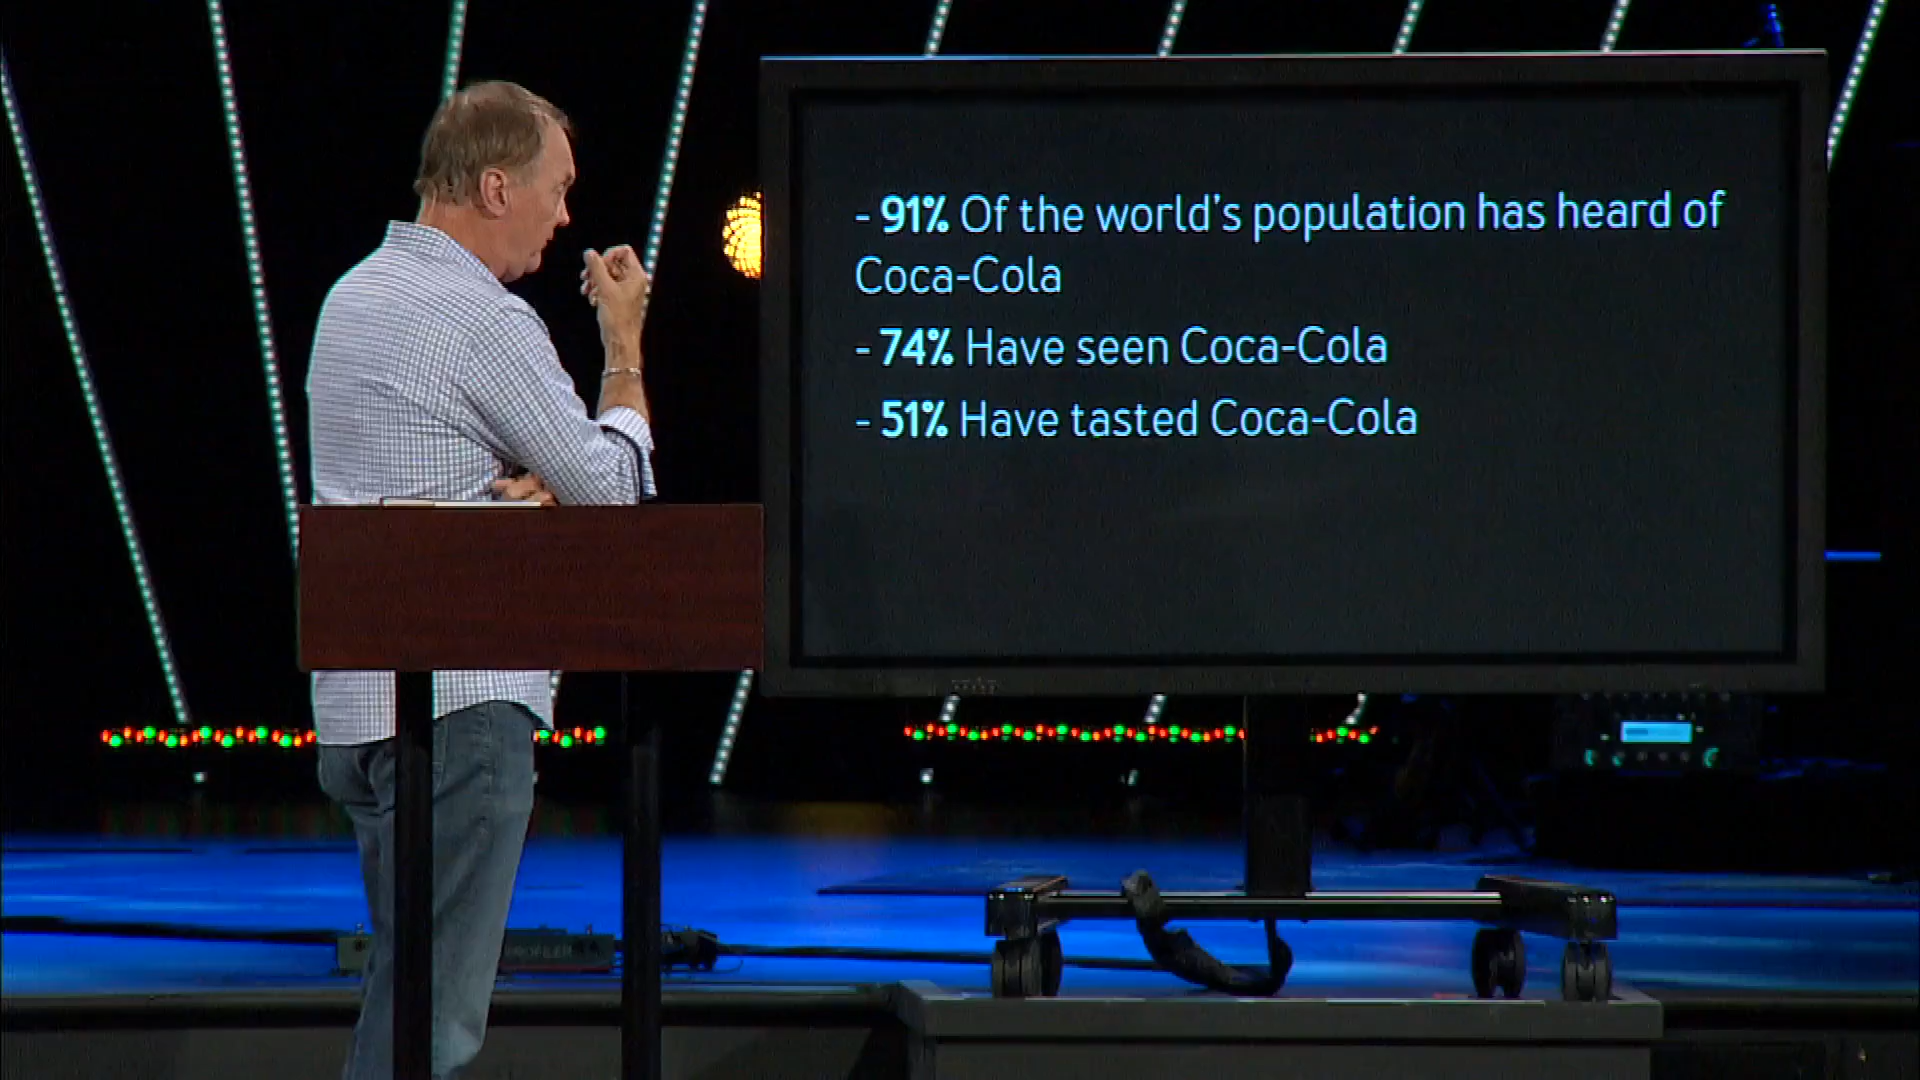 - 91% Of the world's population has heard of
Coca-Cola
- 74% Have seen Coca-Cola
- 51% Have tasted Coca-Cola